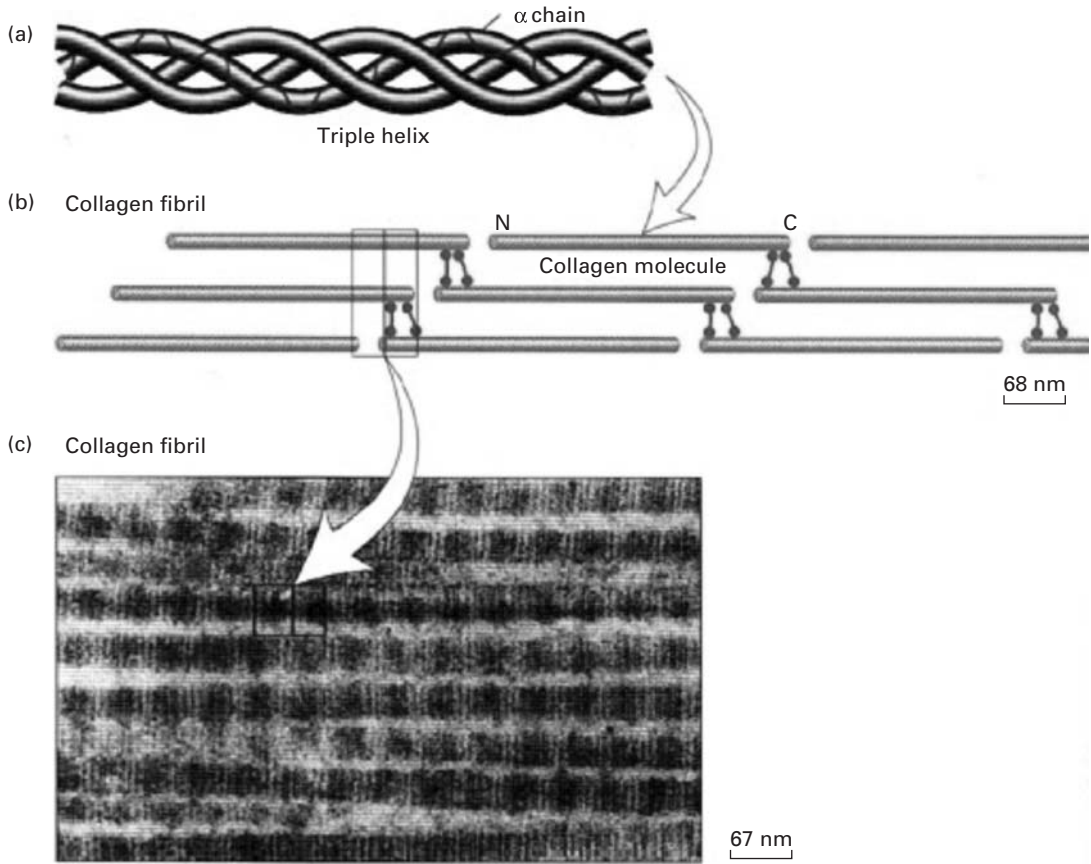 (a)
α chain
Triple helix
(b) Collagen fibril
N
C
Collagen molecule
68 nm
(c) Collagen fibril
67 nm